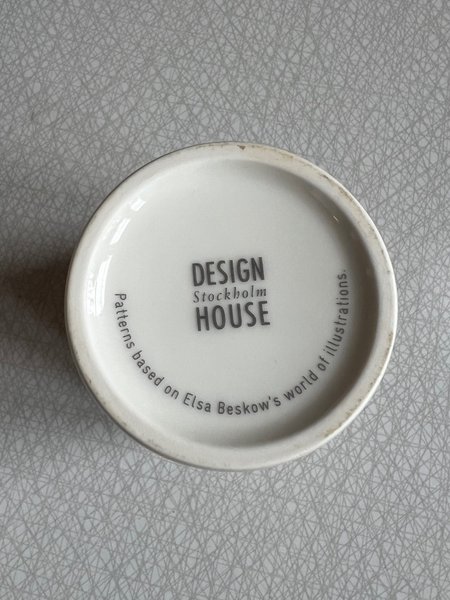 DESIGN
Stockholm
HOUSE
Patterns based on Elsa Beskow's world of illustrations.